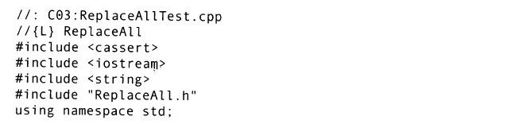 //: C03:ReplaceAllTest.cpp
//{L} ReplaceAll
#include <cassert>
#include <iostream>
#include <string>
#include "ReplaceAll.h"
using namespace std;